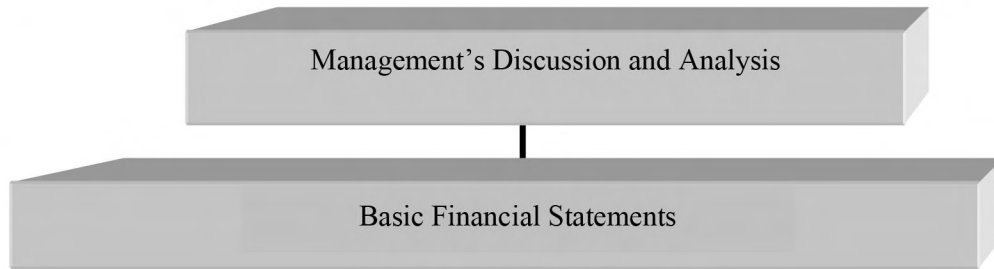 Management’s Discussion and Analysis
Basic Financial Statements